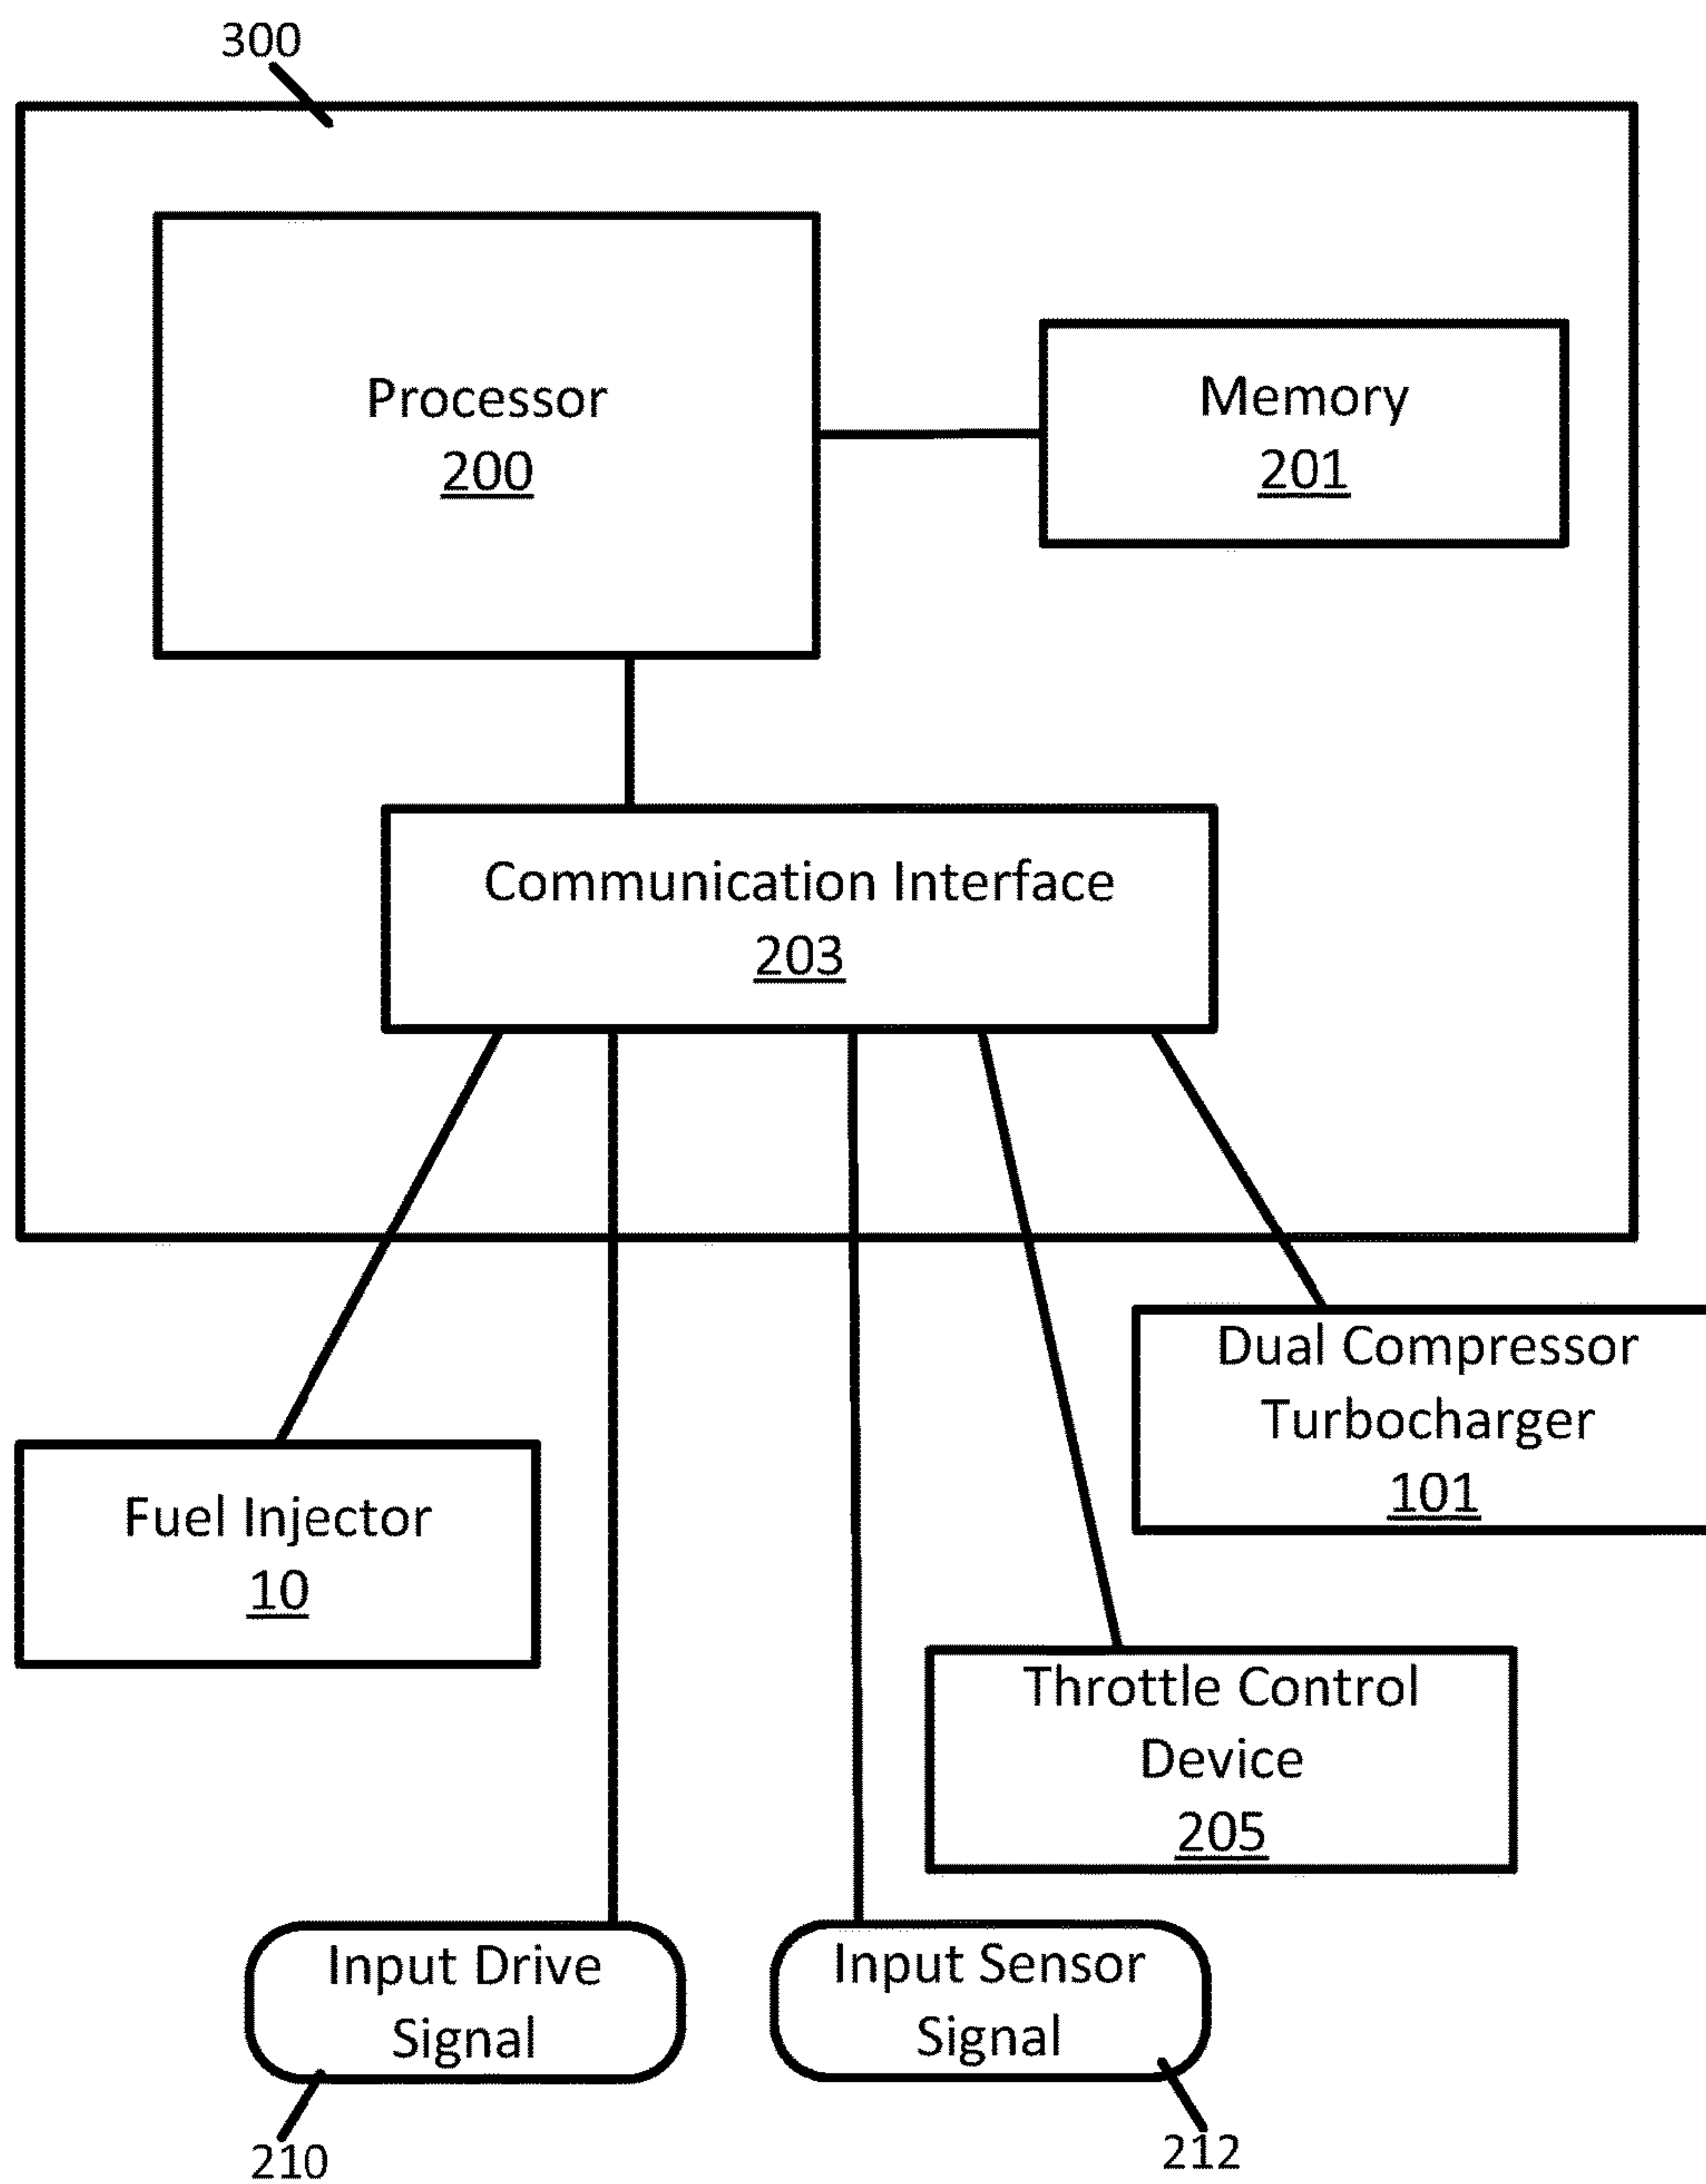 300
Processor
200
Memory
201
Communication Interface
203
Dual Compressor
Turbocharger
101
Fuel Injector
10
Throttle Control
Device
205
Input Drive
Signal
210
Input Sensor
Signal
212